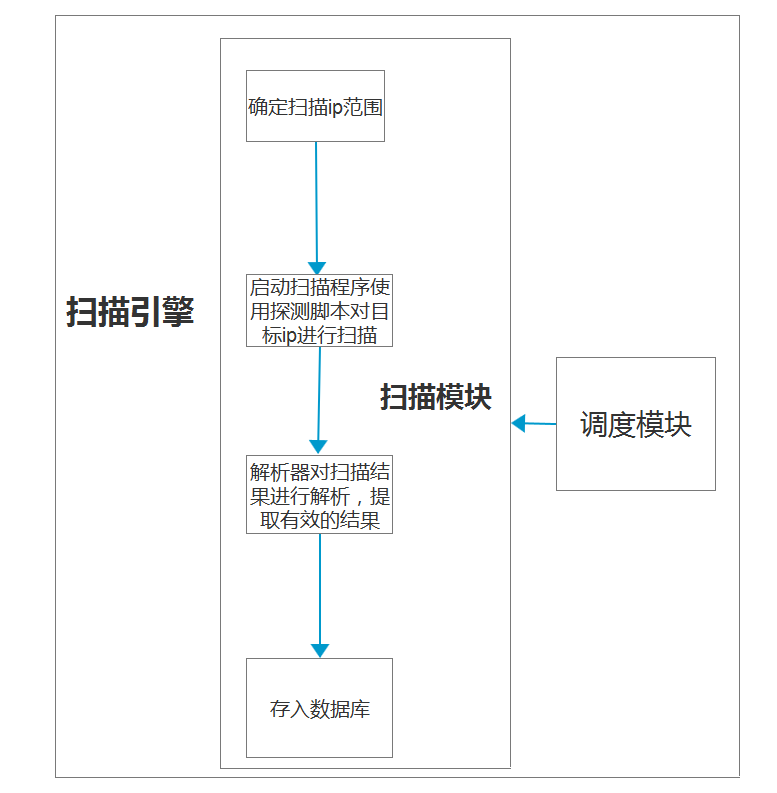 确定扫描ip范围
启动扫描程序使
用探测脚本对目
标ip进行扫描
扫描引擎
扫描模块
调度模块
解析器对扫描结
果进行解析，提
取有效的结果
存入数据库